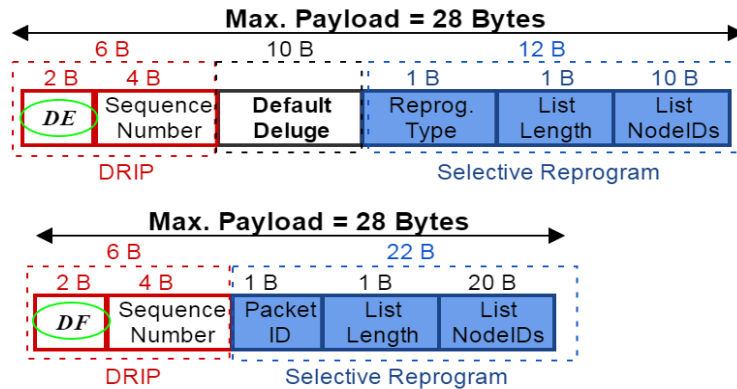 Max. Payload = 28 Bytes
6 B 10 B 12 B
2 B 4 B 1 B 1 B 10 B
DE Sequence Number Default Deluge Reprog. Type List Length List NodeIDs
DRIP Selective Reprogram
Max. Payload = 28 Bytes
6 B 22 B
2 B 4 B 1 B 1 B 20 B
DF Sequence Number Packet ID List Length List NodeIDs
DRIP Selective Reprogram